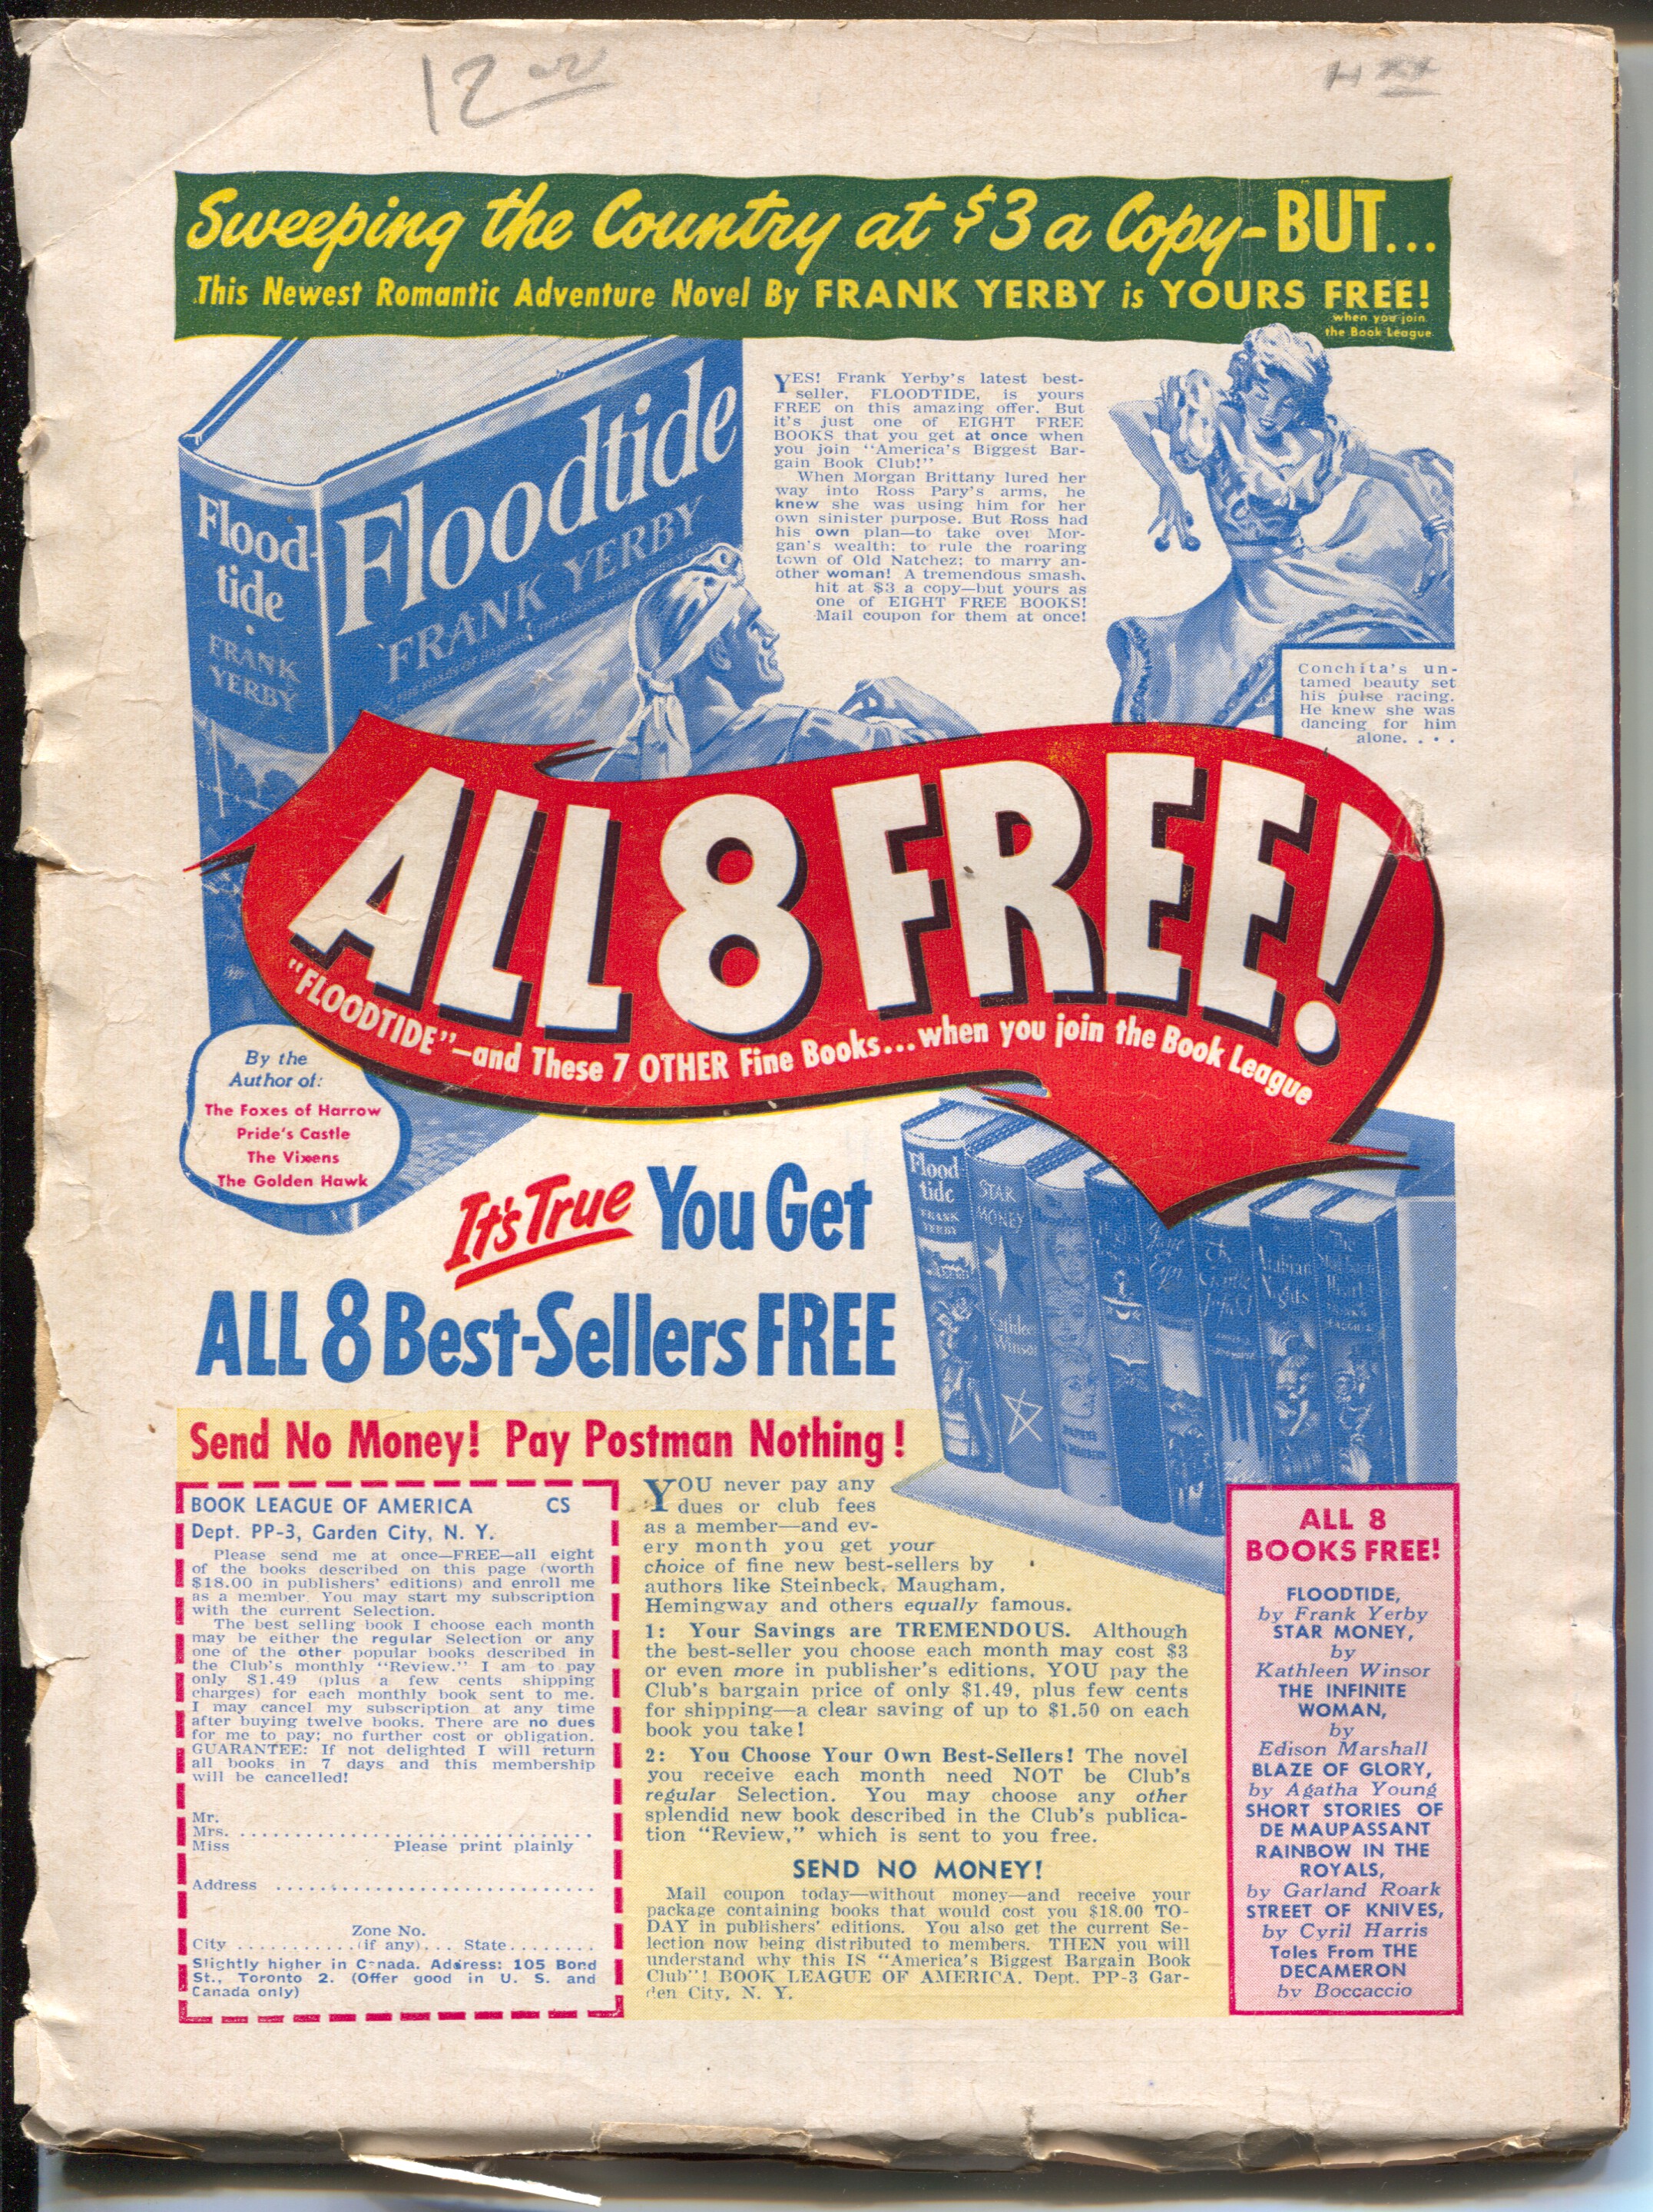 12 00
Sweeping the Country at $3 a Copy-BUT...
This Newest Romantic Adventure Novel By FRANK YERBY is YOURS FREE!
when you join
the Book League
Floodtide
FRANK YERBY
Flood-
tide
FRANK
YERBY
YES! Frank Yerby's latest best-
seller, FLOODTIDE, is yours
FREE on this amazing offer. But
it's just one of EIGHT FREE
BOOKS that you get at once when
you join "America's Biggest Bar-
gain Book Club!"
When Morgan Brittany lured her
way into Ross Pary's arms, he
knew she was using him for her
own sinister purpose. But Ross had
his own plan—to take over Mor-
gan's wealth; to rule the roaring
town of Old Natchez; to marry an-
other woman! A tremendous smash
hit at $3 a copy—but yours as
one of EIGHT FREE BOOKS!
Mail coupon for them at once!
Conchita's un-
tamed beauty set
his pulse racing.
He knew she was
dancing for him
alone. . . .
ALL 8 FREE!
"FLOODTIDE"—and These 7 OTHER Fine Books...when you join the Book League
By the
Author of:
The Foxes of Harrow
Pride's Castle
The Vixens
The Golden Hawk
It's True You Get
ALL 8 Best-Sellers FREE
Flood
tide
FRANK
YERBY
STAR
MONEY
Kathleen
Winsor
Arabian
Nights
Send No Money! Pay Postman Nothing!
BOOK LEAGUE OF AMERICA CS
Dept. PP-3, Garden City, N. Y.
Please send me at once—FREE—all eight
of the books described on this page (worth
$18.00 in publishers' editions) and enroll me
as a member. You may start my subscription
with the current Selection.
The best selling book I choose each month
may be either the regular Selection or any
one of the other popular books described in
the Club's monthly "Review." I am to pay
only $1.49 (plus a few cents shipping
charges) for each monthly book sent to me.
I may cancel my subscription at any time
after buying twelve books. There are no dues
for me to pay; no further cost or obligation.
GUARANTEE: If not delighted I will return
all books in 7 days and this membership
will be cancelled!
Mr.
Mrs. ....................................
Miss Please print plainly
Address ................................
Zone No.
City ............(if any)... State.........
Slightly higher in Canada. Address: 105 Bond
St., Toronto 2. (Offer good in U. S. and
Canada only)
YOU never pay any
dues or club fees
as a member—and ev-
ery month you get your
choice of fine new best-sellers by
authors like Steinbeck, Maugham,
Hemingway and others equally famous.
1: Your Savings are TREMENDOUS. Although
the best-seller you choose each month may cost $3
or even more in publisher's editions, YOU pay the
Club's bargain price of only $1.49, plus few cents
for shipping—a clear saving of up to $1.50 on each
book you take!
2: You Choose Your Own Best-Sellers! The novel
you receive each month need NOT be Club's
regular Selection. You may choose any other
splendid new book described in the Club's publica-
tion "Review," which is sent to you free.
SEND NO MONEY!
Mail coupon today—without money—and receive your
package containing books that would cost you $18.00 TO-
DAY in publishers' editions. You also get the current Se-
lection now being distributed to members. THEN you will
understand why this IS "America's Biggest Bargain Book
Club"! BOOK LEAGUE OF AMERICA, Dept. PP-3 Gar-
den City, N. Y.
ALL 8
BOOKS FREE!
FLOODTIDE,
by Frank Yerby
STAR MONEY,
by
Kathleen Winsor
THE INFINITE
WOMAN,
by
Edison Marshall
BLAZE OF GLORY,
by Agatha Young
SHORT STORIES OF
DE MAUPASSANT
RAINBOW IN THE
ROYALS,
by Garland Roark
STREET OF KNIVES,
by Cyril Harris
Tales From THE
DECAMERON
by Boccaccio